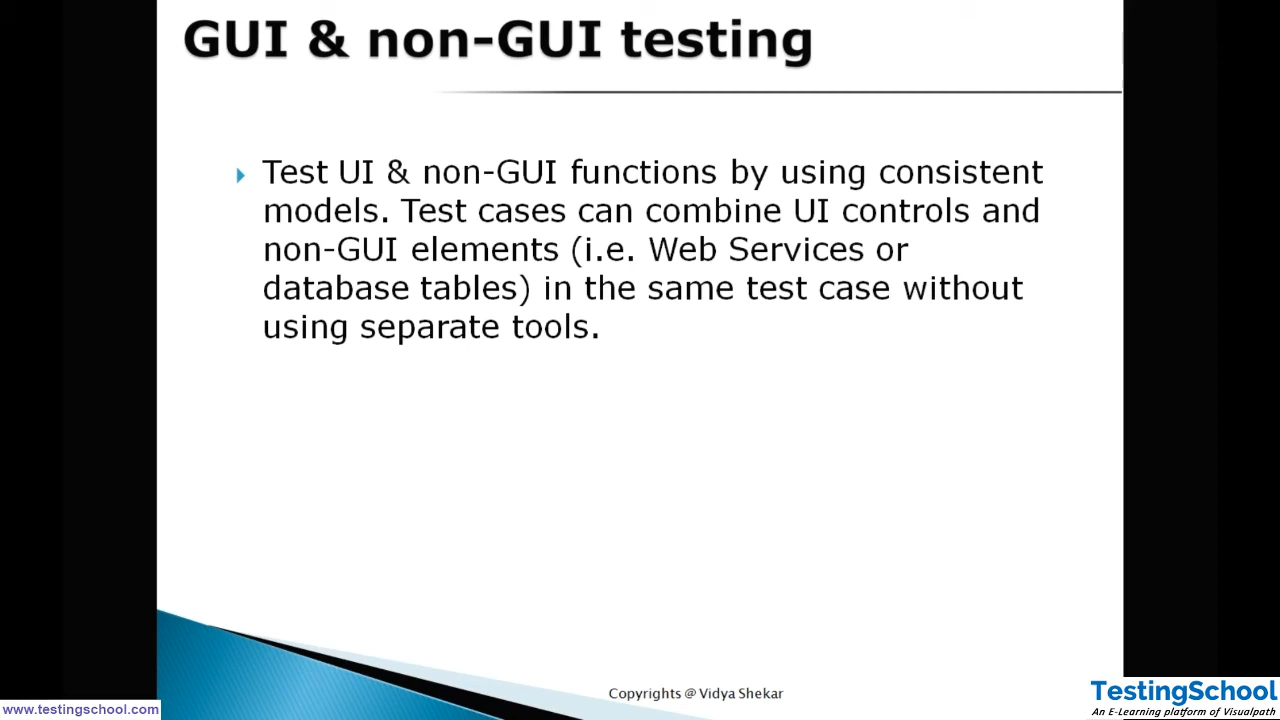 GUI & non-GUI testing
Test UI & non-GUI functions by using consistent
models. Test cases can combine UI controls and
non-GUI elements (i.e. Web Services or
database tables) in the same test case without
using separate tools.
Copyrights @ Vidya Shekar
www.testingschool.com
TestingSchool
An E-Learning platform of Visualpath